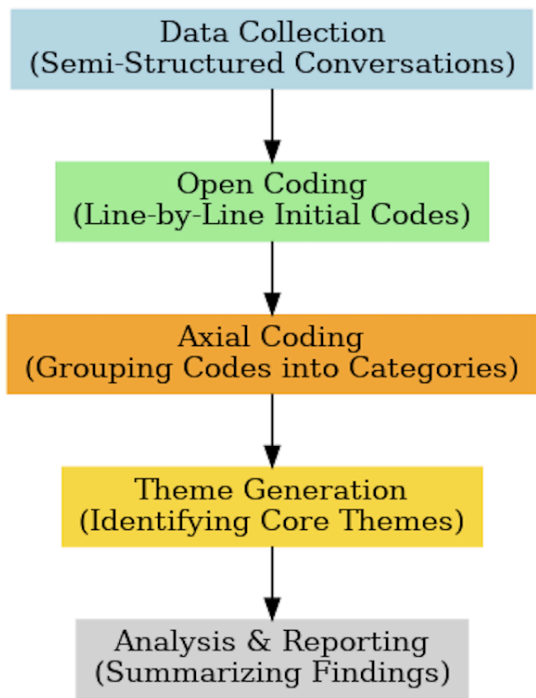 Data Collection
(Semi-Structured Conversations)
Open Coding
(Line-by-Line Initial Codes)
Axial Coding
(Grouping Codes into Categories)
Theme Generation
(Identifying Core Themes)
Analysis & Reporting
(Summarizing Findings)